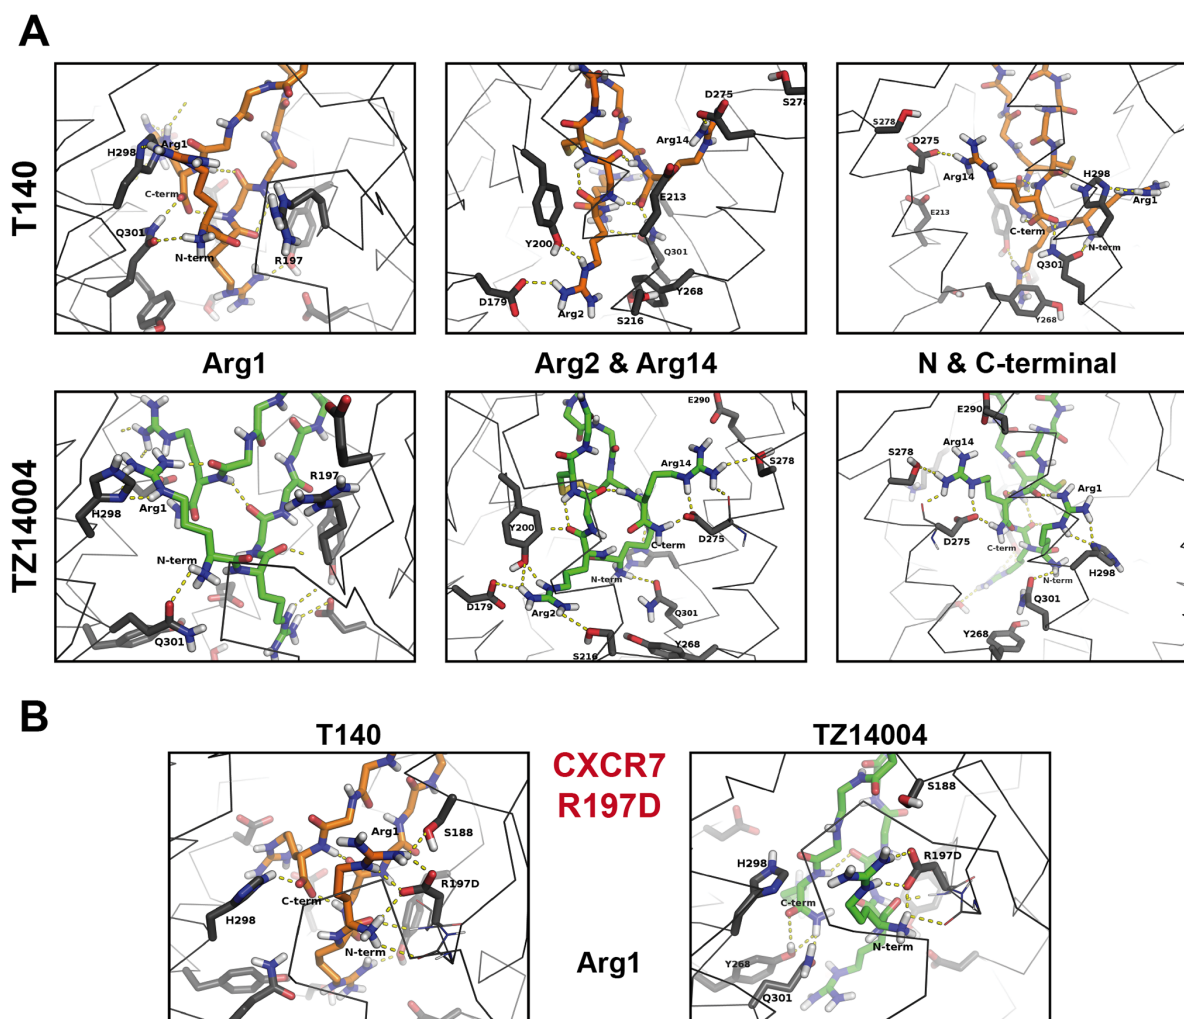 A
T140
H298
Arg1
C-term
Q301
N-term
R197
D275
S278
Arg14
E213
Y200
Q301
D179
Y268
Arg2
S216
S278
D275
Arg14
H298
Arg1
E213
C-term
N-term
Q301
Y268
Arg1
Arg2 & Arg14
N & C-terminal
TZ14004
R197
H298
Arg1
N-term
Q301
E290
Arg14
S278
Y200
D275
C-term
N-term
D179
Arg2
Q301
S216
Y268
E290
Arg14
S278
Arg1
D275
C-term
H298
N-term
Q301
Y268
B
T140
CXCR7
R197D
TZ14004
Arg1
S188
R197D
C-term
H298
N-term
Arg1
S188
H298
R197D
C-term
N-term
Y268
Q301